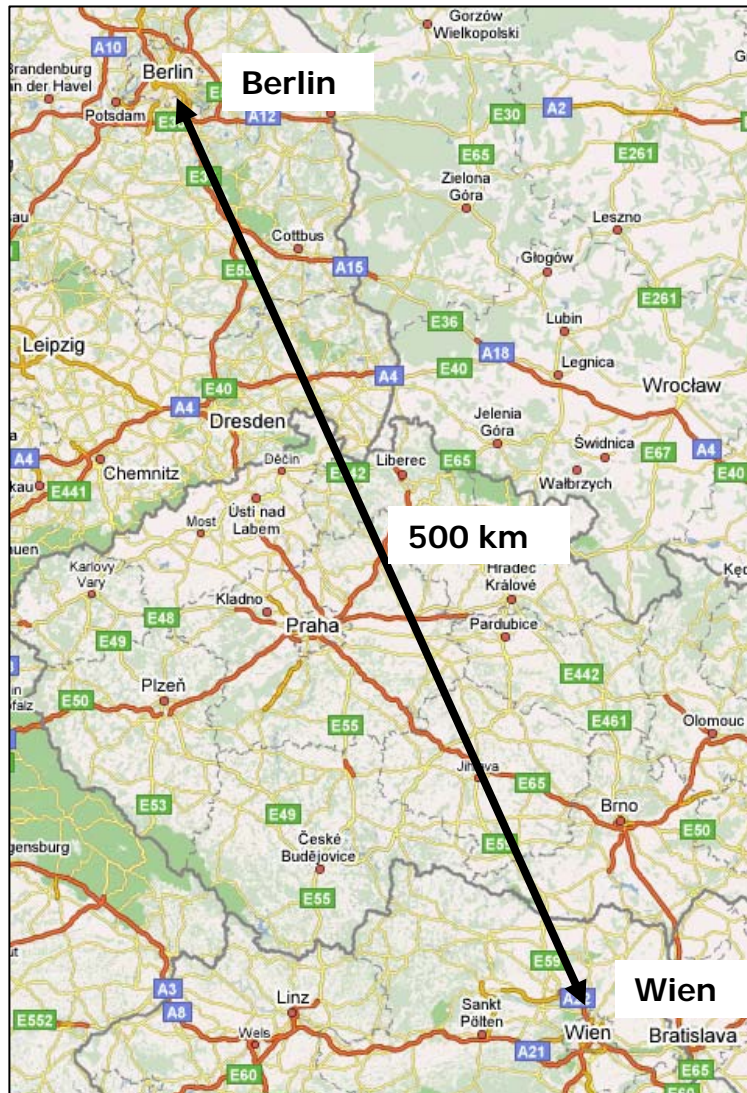 Gorzów
Wielkopolski
A10
Berlin
Berlin
Brandenburg
an der Havel
Potsdam
A12
E30
A2
E65
E261
Zielona
Góra
Leszno
Cottbus
E55
A15
Głogów
E261
E36
Lubin
Leipzig
A18
Legnica
E40
A4
E40
Wrocław
A4
Dresden
Jelenia
Góra
Świdnica
E67
A4
A4
Chemnitz
Děčín
Liberec
E65
Wałbrzych
E40
E441
Ústí nad
Labem
Most
500 km
Karlovy
Vary
Hradec
Králové
E48
Kladno
Praha
Pardubice
E49
E442
Plzeň
E50
E55
E461
Olomouc
Jihlava
E65
E53
E49
Brno
E50
České
Budějovice
E55
E59
Wien
A3
Linz
Sankt
Pölten
E552
A8
Wels
Wien
Bratislava
A21
E60
E65
E60